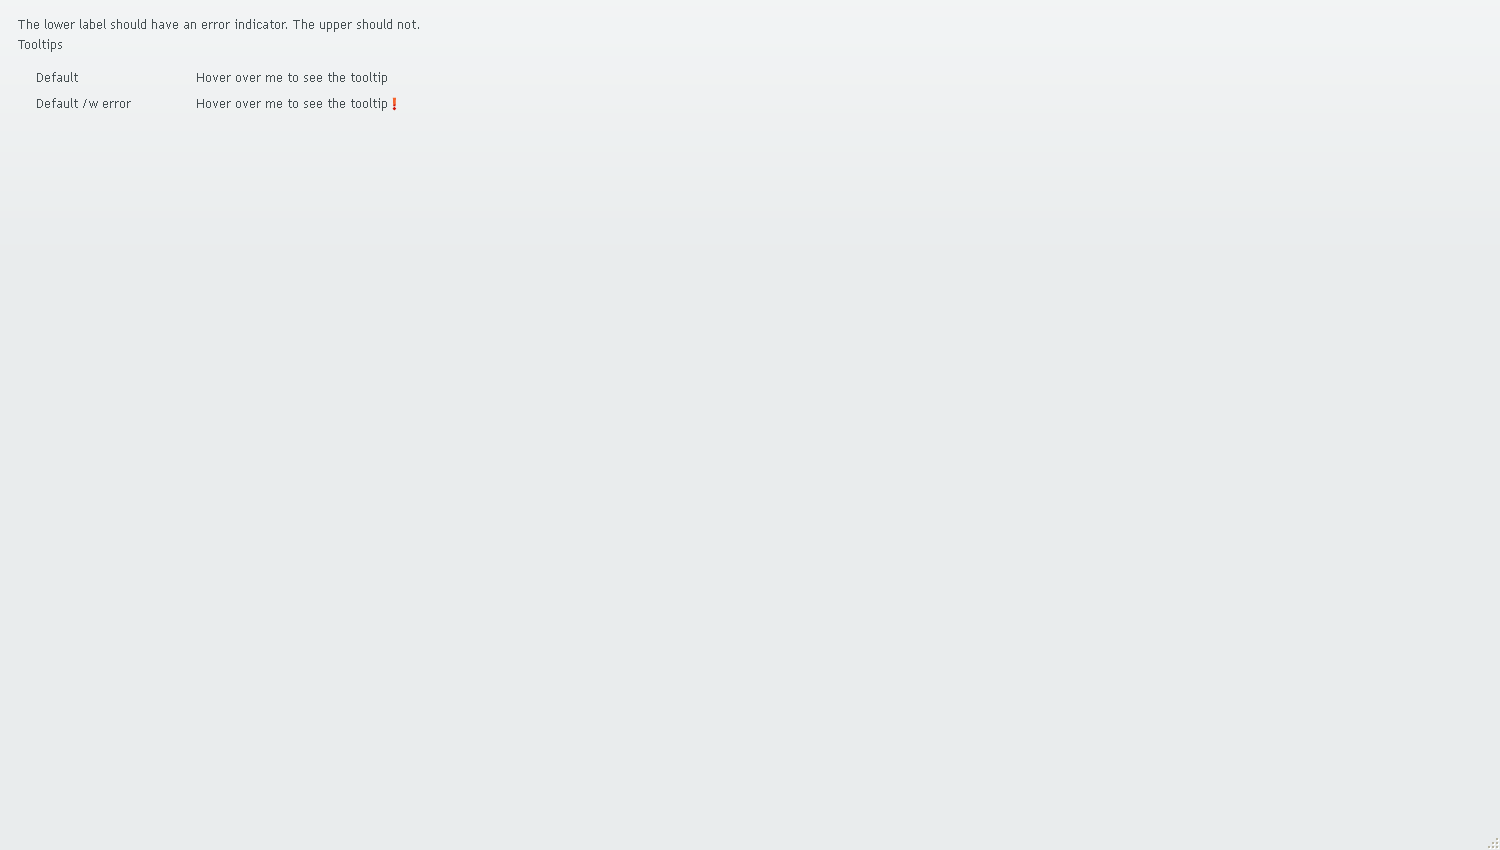 The lower label should have an error indicator. The upper should not.
Tooltips
Default Hover over me to see the tooltip
Default /w error Hover over me to see the tooltip !